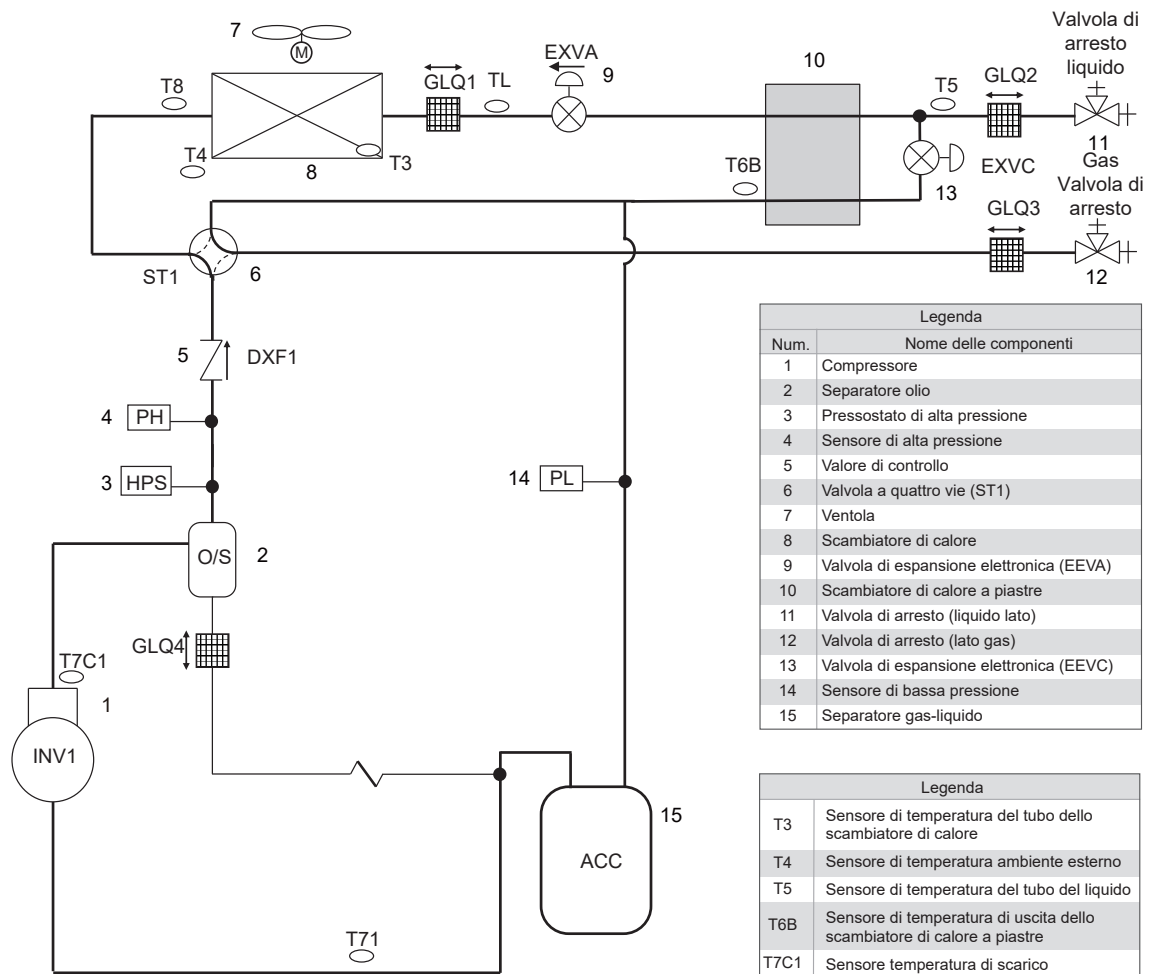 Valvola di
arresto
liquido
7
M
EXVA
9
10
T8
GLQ1
TL
T5
GLQ2
T4
8
T3
T6B
EXVC
13
11
Gas
Valvola di
arresto
GLQ3
ST1
6
12
5
DXF1
4
PH
3
HPS
14
PL
O/S
2
GLQ4
T7C1
1
INV1
15
ACC
T71
Legenda
Num. Nome delle componenti
1 Compressore
2 Separatore olio
3 Pressostato di alta pressione
4 Sensore di alta pressione
5 Valore di controllo
6 Valvola a quattro vie (ST1)
7 Ventola
8 Scambiatore di calore
9 Valvola di espansione elettronica (EEVA)
10 Scambiatore di calore a piastre
11 Valvola di arresto (liquido lato)
12 Valvola di arresto (lato gas)
13 Valvola di espansione elettronica (EEVC)
14 Sensore di bassa pressione
15 Separatore gas-liquido
Legenda
T3 Sensore di temperatura del tubo dello
scambiatore di calore
T4 Sensore di temperatura ambiente esterno
T5 Sensore di temperatura del tubo del liquido
T6B Sensore di temperatura di uscita dello
scambiatore di calore a piastre
T7C1 Sensore temperatura di scarico